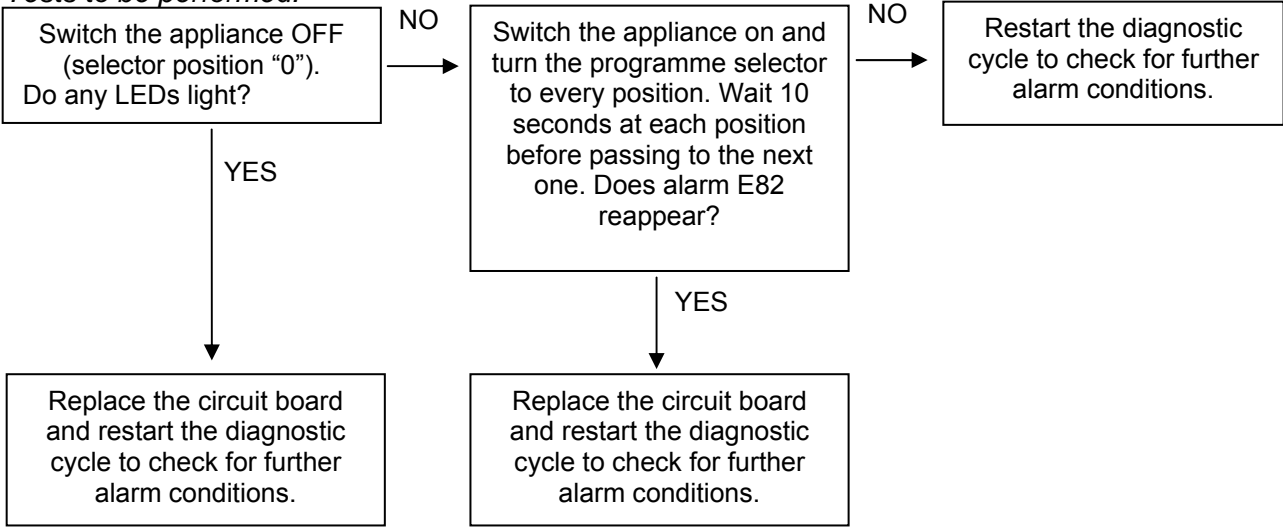 Tests to be performed:
Switch the appliance OFF
(selector position “0”).
Do any LEDs light?
NO
Switch the appliance on and
turn the programme selector
to every position. Wait 10
seconds at each position
before passing to the next
one. Does alarm E82
reappear?
NO
Restart the diagnostic
cycle to check for further
alarm conditions.
YES
YES
Replace the circuit board
and restart the diagnostic
cycle to check for further
alarm conditions.
Replace the circuit board
and restart the diagnostic
cycle to check for further
alarm conditions.